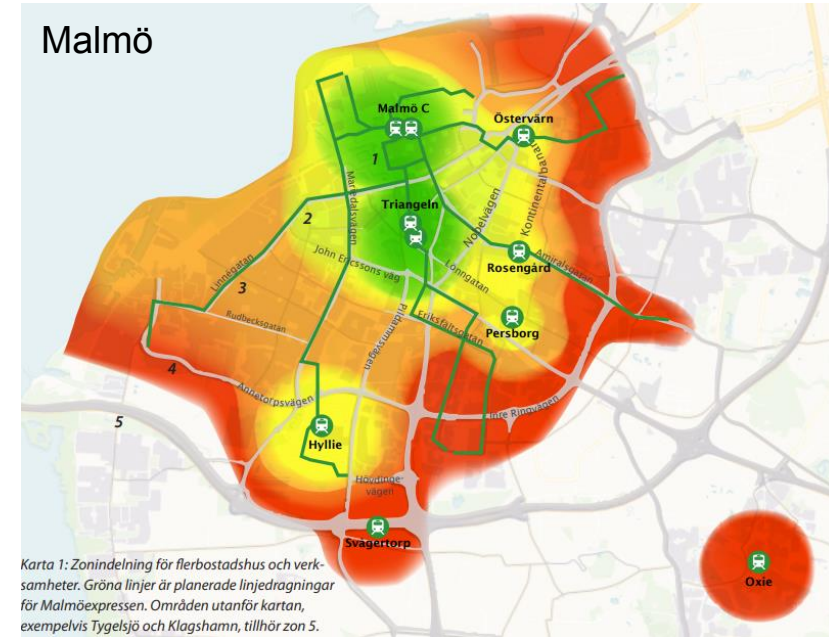 Malmö
Malmö C
Östervärn
Kontinentalbanan
1
Mariedalsvägen
Triangeln
Nobelvägen
2
John Ericssons väg
Lönngatan
Rosengård
Amiralsgatan
Linnégatan
3
Rudbecksgatan
Pildammsvägen
Eriksfältsgatan
Persborg
4
Annetorpsvägen
Inre Ringvägen
5
Hyllie
Hövdinge-
vägen
Svågertorp
Oxie
Karta 1: Zonindelning för flerbostadshus och verk-
samheter. Gröna linjer är planerade linjedragningar
för Malmöexpressen. Områden utanför kartan,
exempelvis Tygelsjö och Klagshamn, tillhör zon 5.